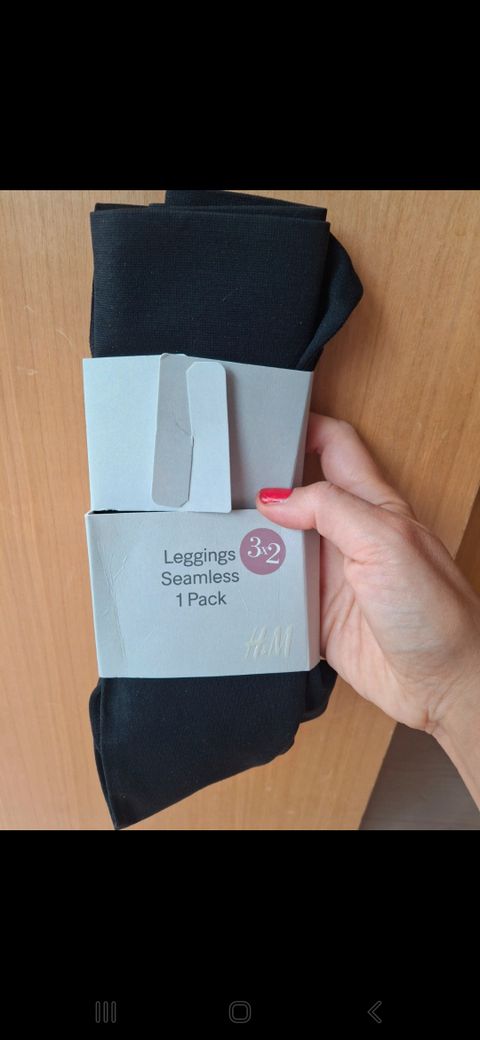 Leggings
Seamless
1 Pack
3x2
H&M